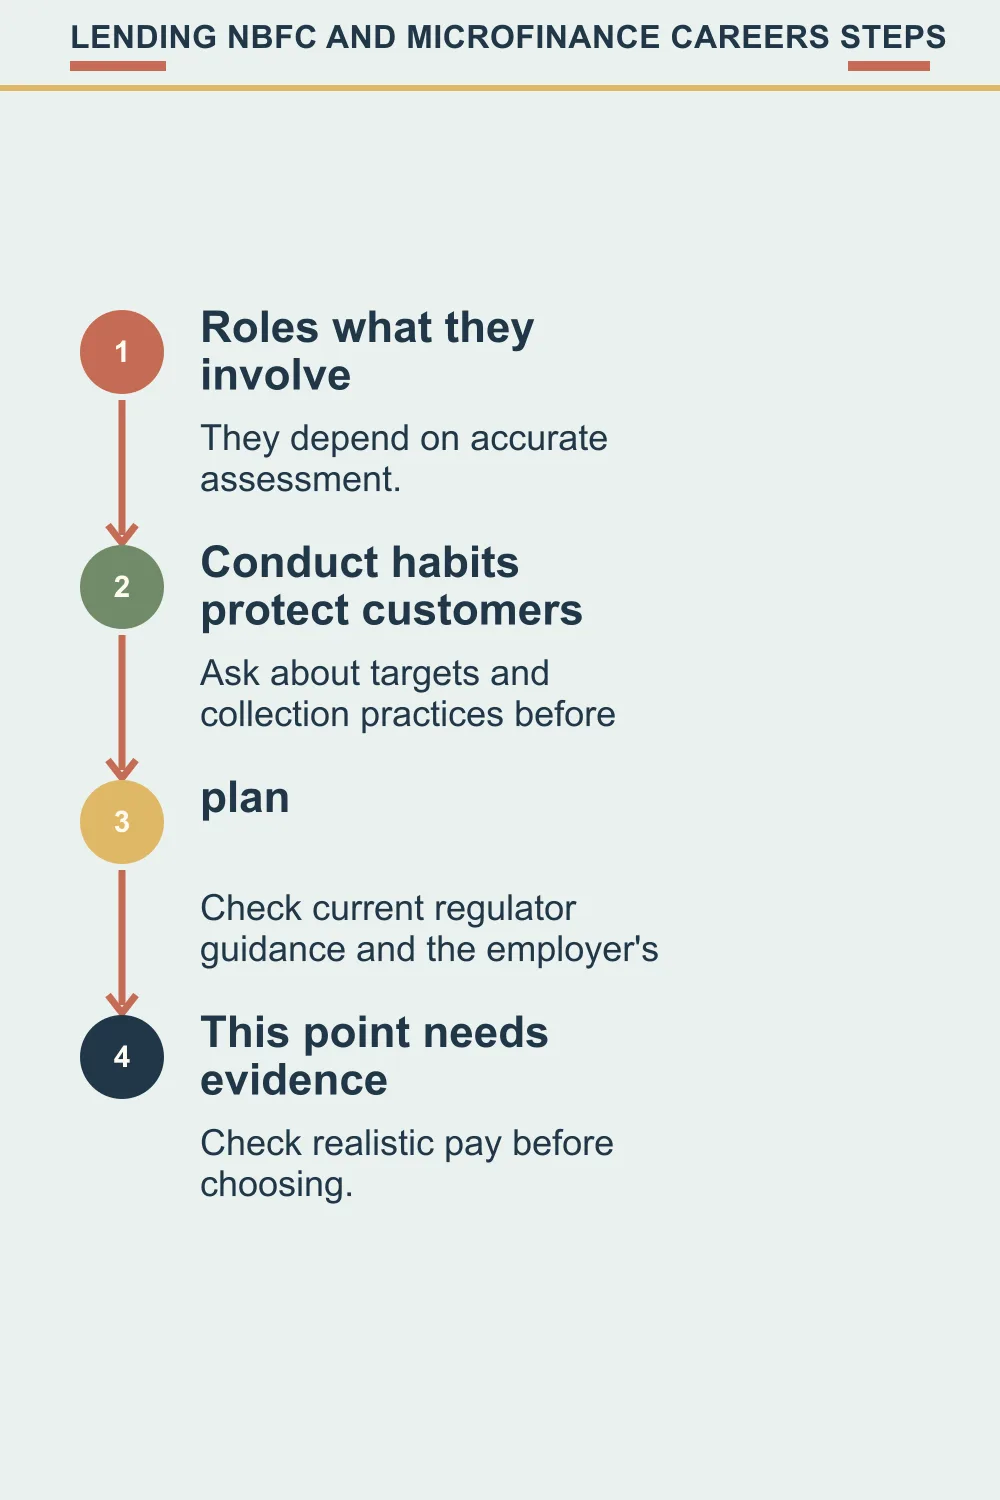 LENDING NBFC AND MICROFINANCE CAREERS STEPS
1
Roles what they
involve
They depend on accurate
assessment.
2
Conduct habits
protect customers
Ask about targets and
collection practices before
3
plan
Check current regulator
guidance and the employer's
4
This point needs
evidence
Check realistic pay before
choosing.